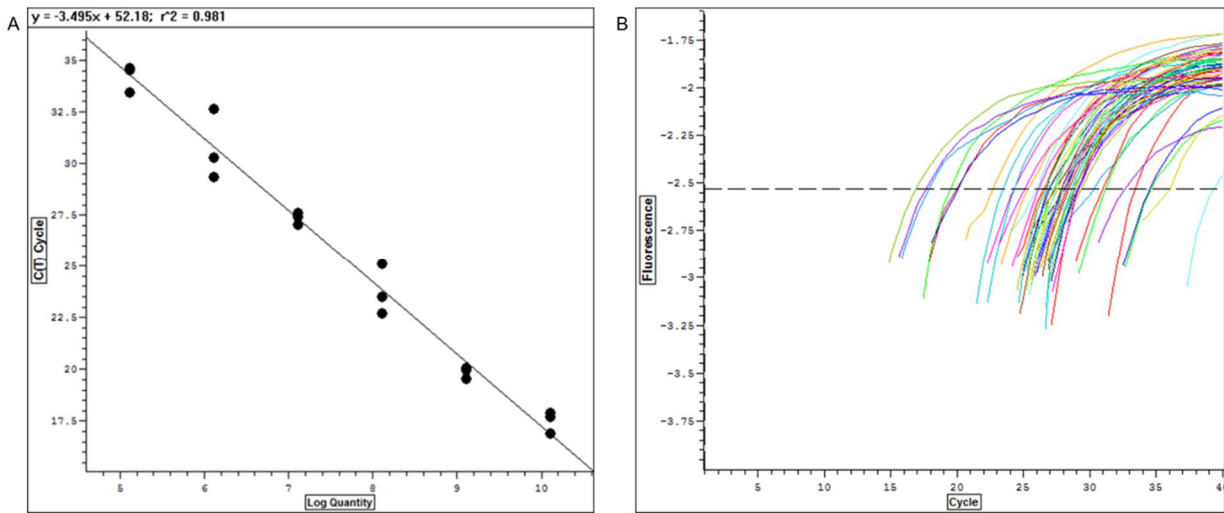 A
y = -3.495x + 52.18; r^2 = 0.981
C(T) Cycle
35
32.5
30
27.5
25
22.5
20
17.5
5 6 7 8 9 10
Log Quantity
B
Fluorescence
-1.75
-2
-2.25
-2.5
-2.75
-3
-3.25
-3.5
-3.75
5 10 15 20 25 30 35 40
Cycle